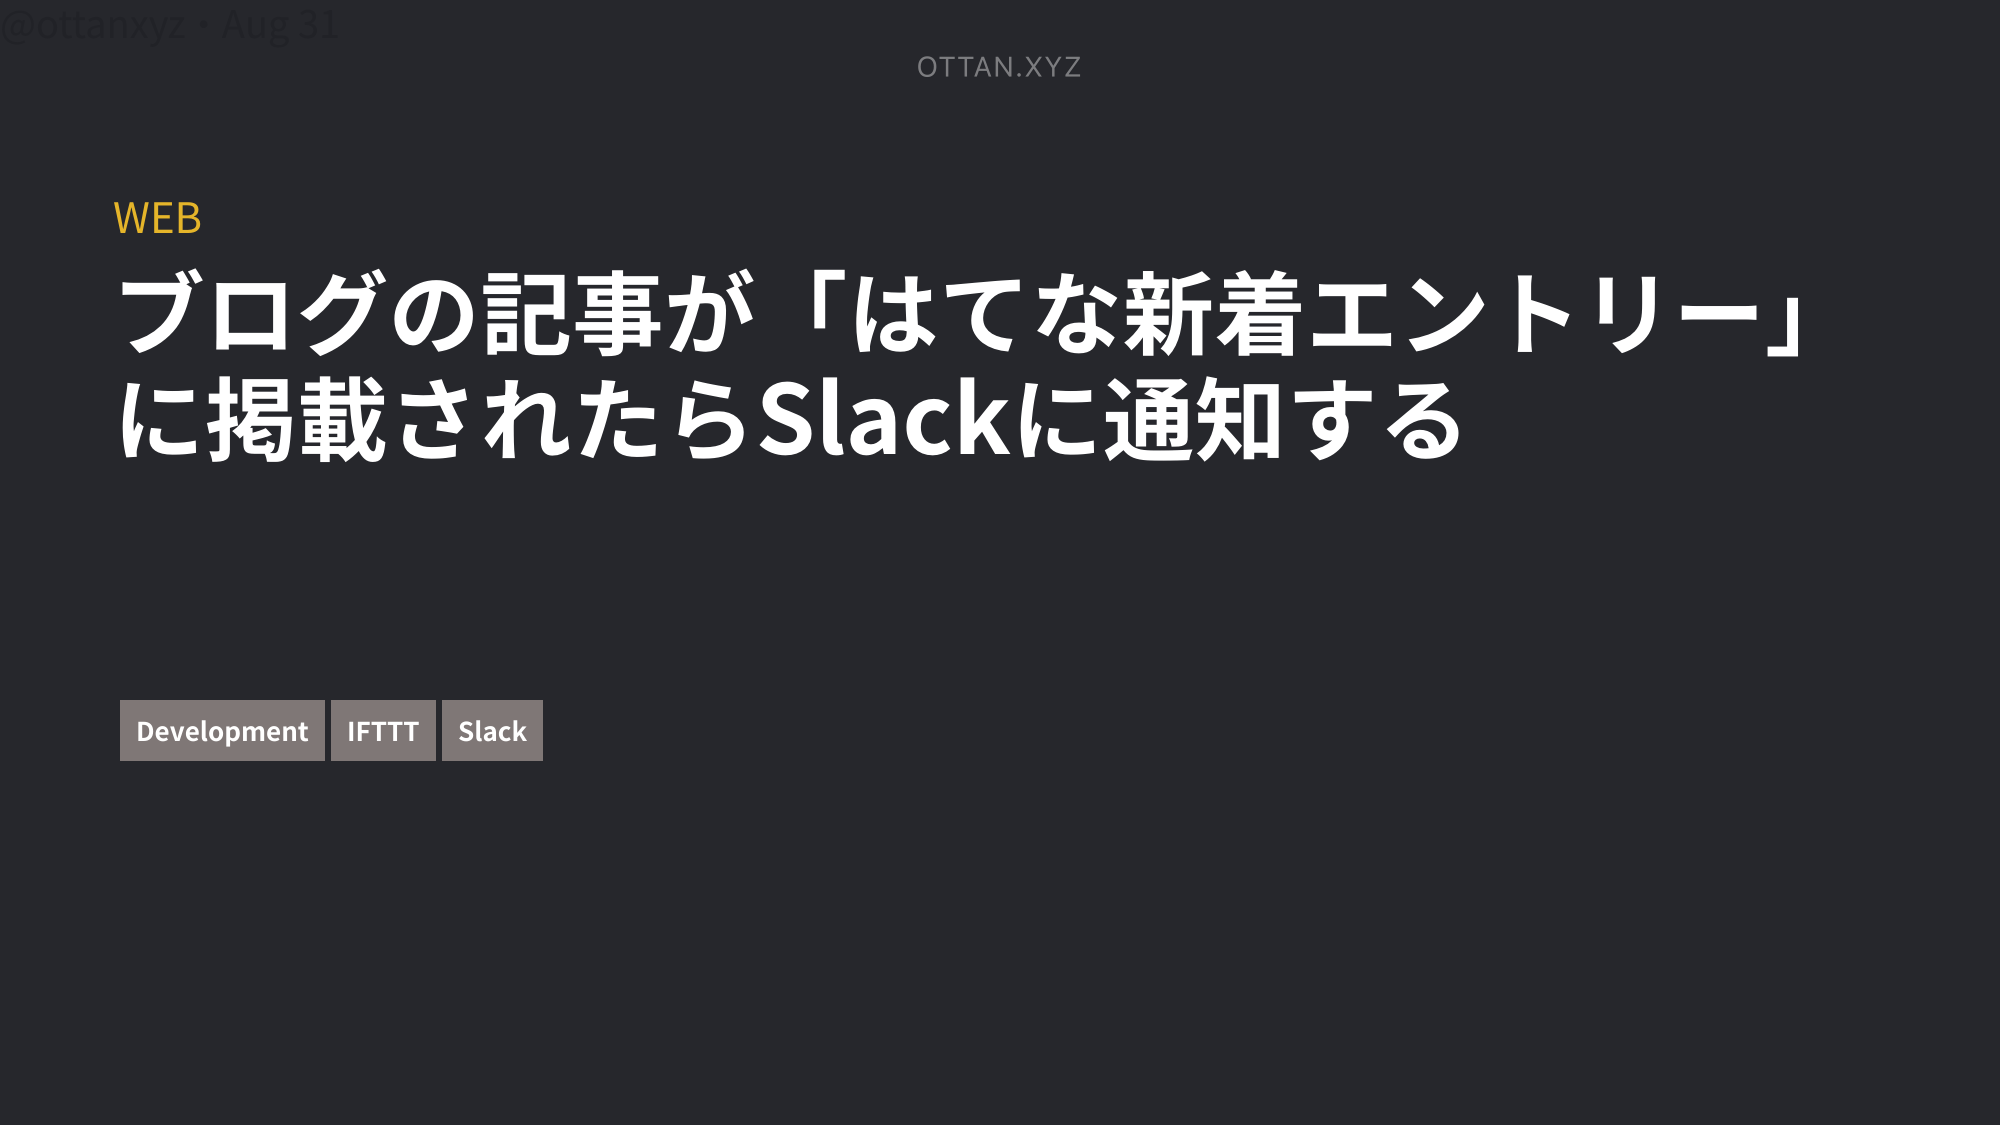 @ottanxyz・Aug 31
OTTAN.XYZ
WEB
ブログの記事が「はてな新着エントリー」
に掲載されたらSlackに通知する
Development IFTTT Slack